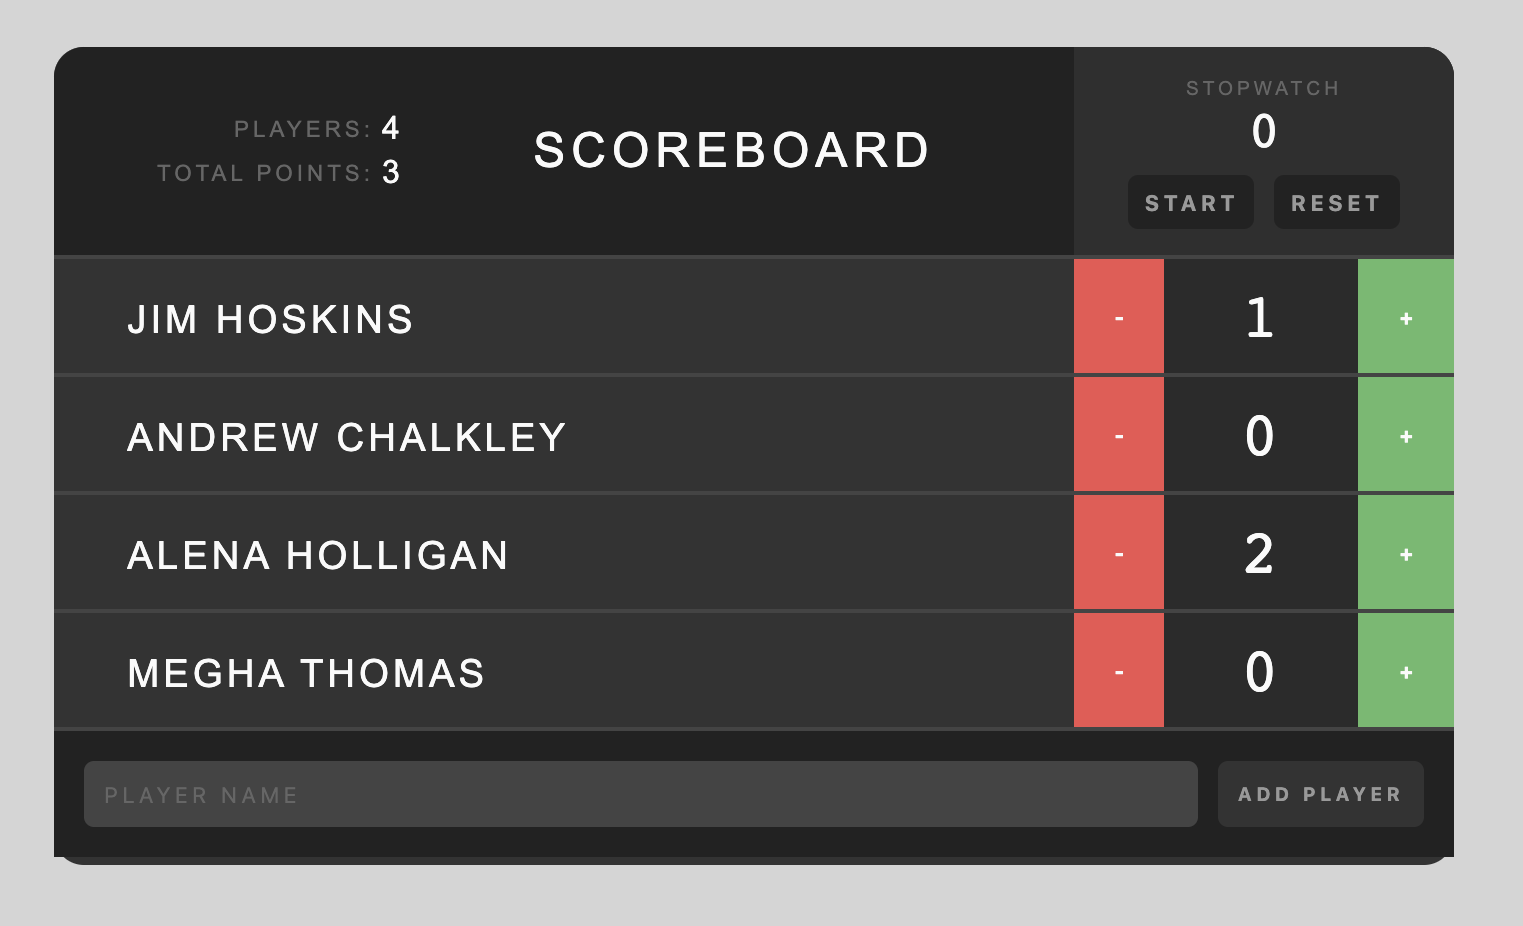 PLAYERS: 4
TOTAL POINTS: 3
SCOREBOARD
STOPWATCH
0
START RESET
JIM HOSKINS - 1 +
ANDREW CHALKLEY - 0 +
ALENA HOLLIGAN - 2 +
MEGHA THOMAS - 0 +
PLAYER NAME ADD PLAYER